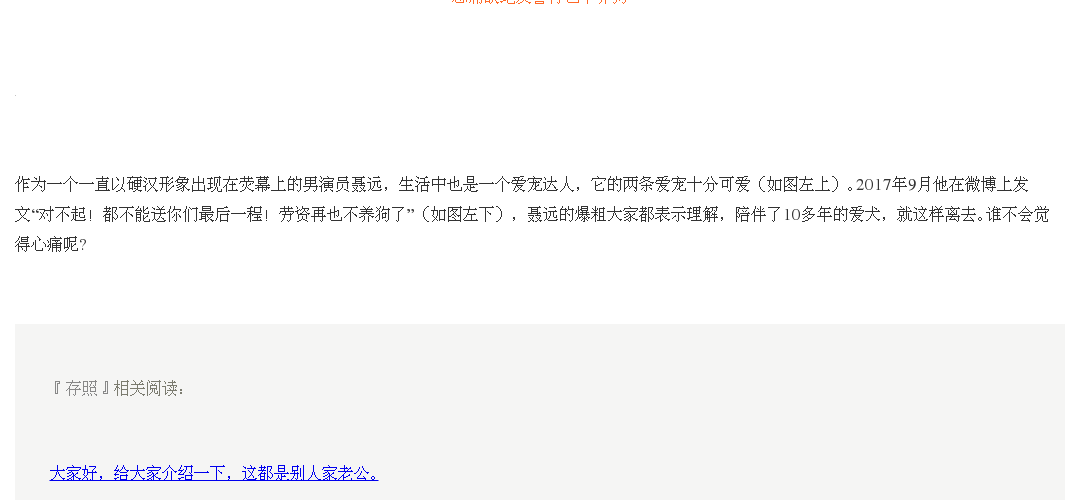 作为一个一直以硬汉形象出现在荧幕上的男演员聂远，生活中也是一个爱宠达人，它的两条爱宠十分可爱（如图左上）。2017年9月他在微博上发
文“对不起！都不能送你们最后一程！劳资再也不养狗了”（如图左下），聂远的爆粗大家都表示理解，陪伴了10多年的爱犬，就这样离去。谁不会觉
得心痛呢?
『存照』相关阅读：
大家好，给大家介绍一下，这都是别人家老公。